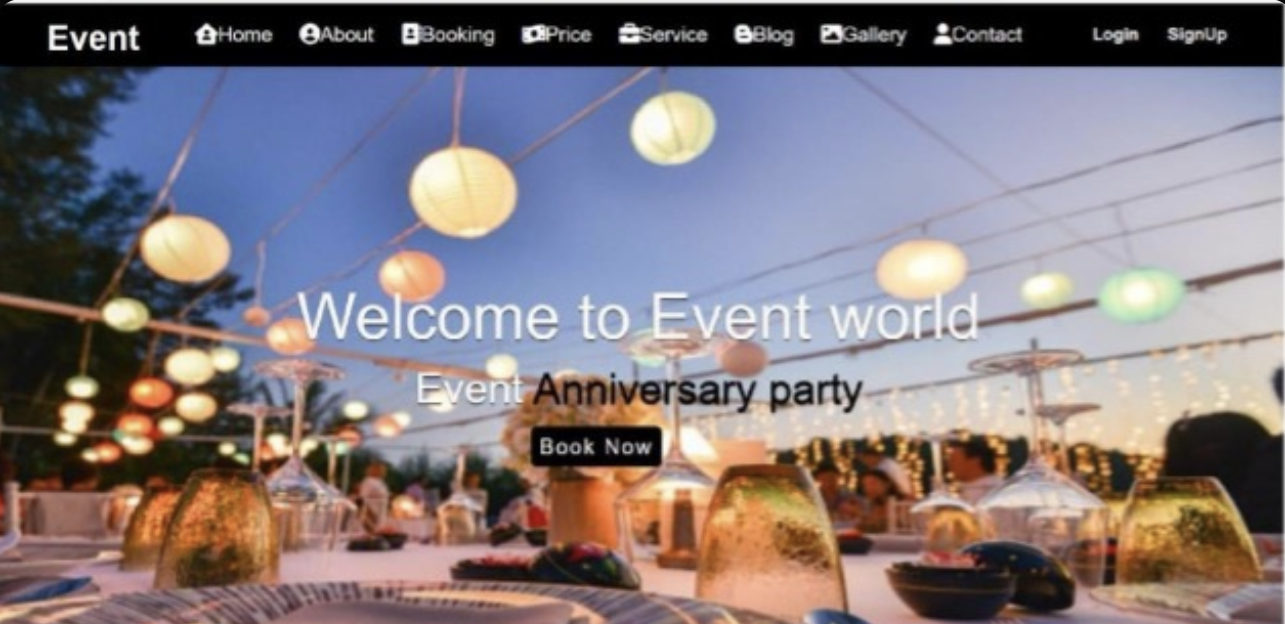 Event Home About Booking Price Service Blog Gallery Contact Login SignUp
Welcome to Event world
Event Anniversary party
Book Now